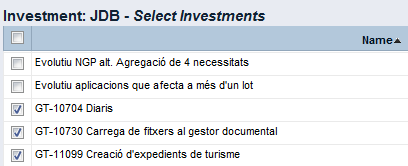 Investment: JDB - Select Investments
Name
Evolutiu NGP alt. Agregació de 4 necessitats
Evolutiu aplicacions que afecta a més d'un lot
GT-10704 Diaris
GT-10730 Carrega de fitxers al gestor documental
GT-11099 Creació d'expedients de turisme